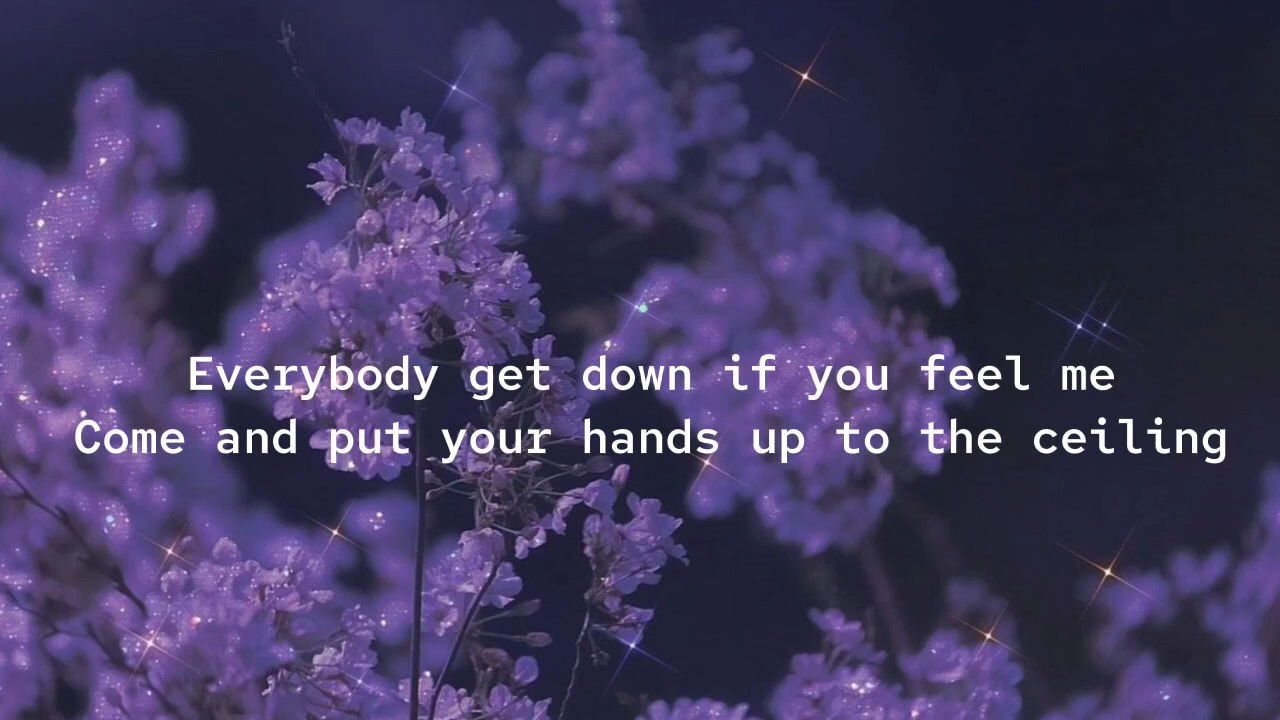 Everybody get down if you feel me
Come and put your hands up to the ceiling